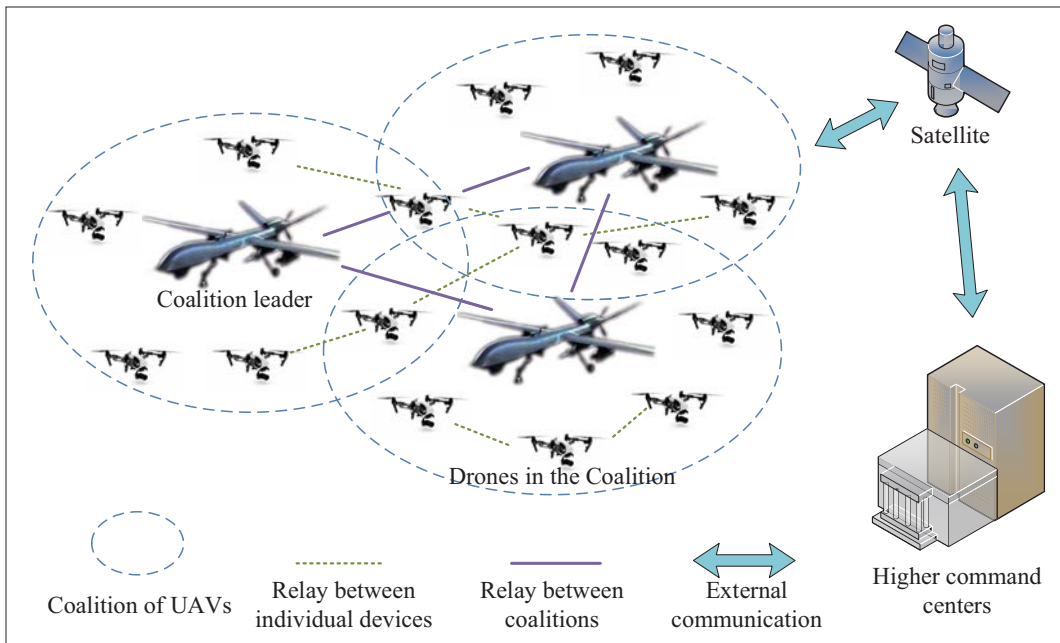 Satellite
Coalition leader
Drones in the Coalition
Coalition of UAVs
Relay between
individual devices
Relay between
coalitions
External
communication
Higher command
centers